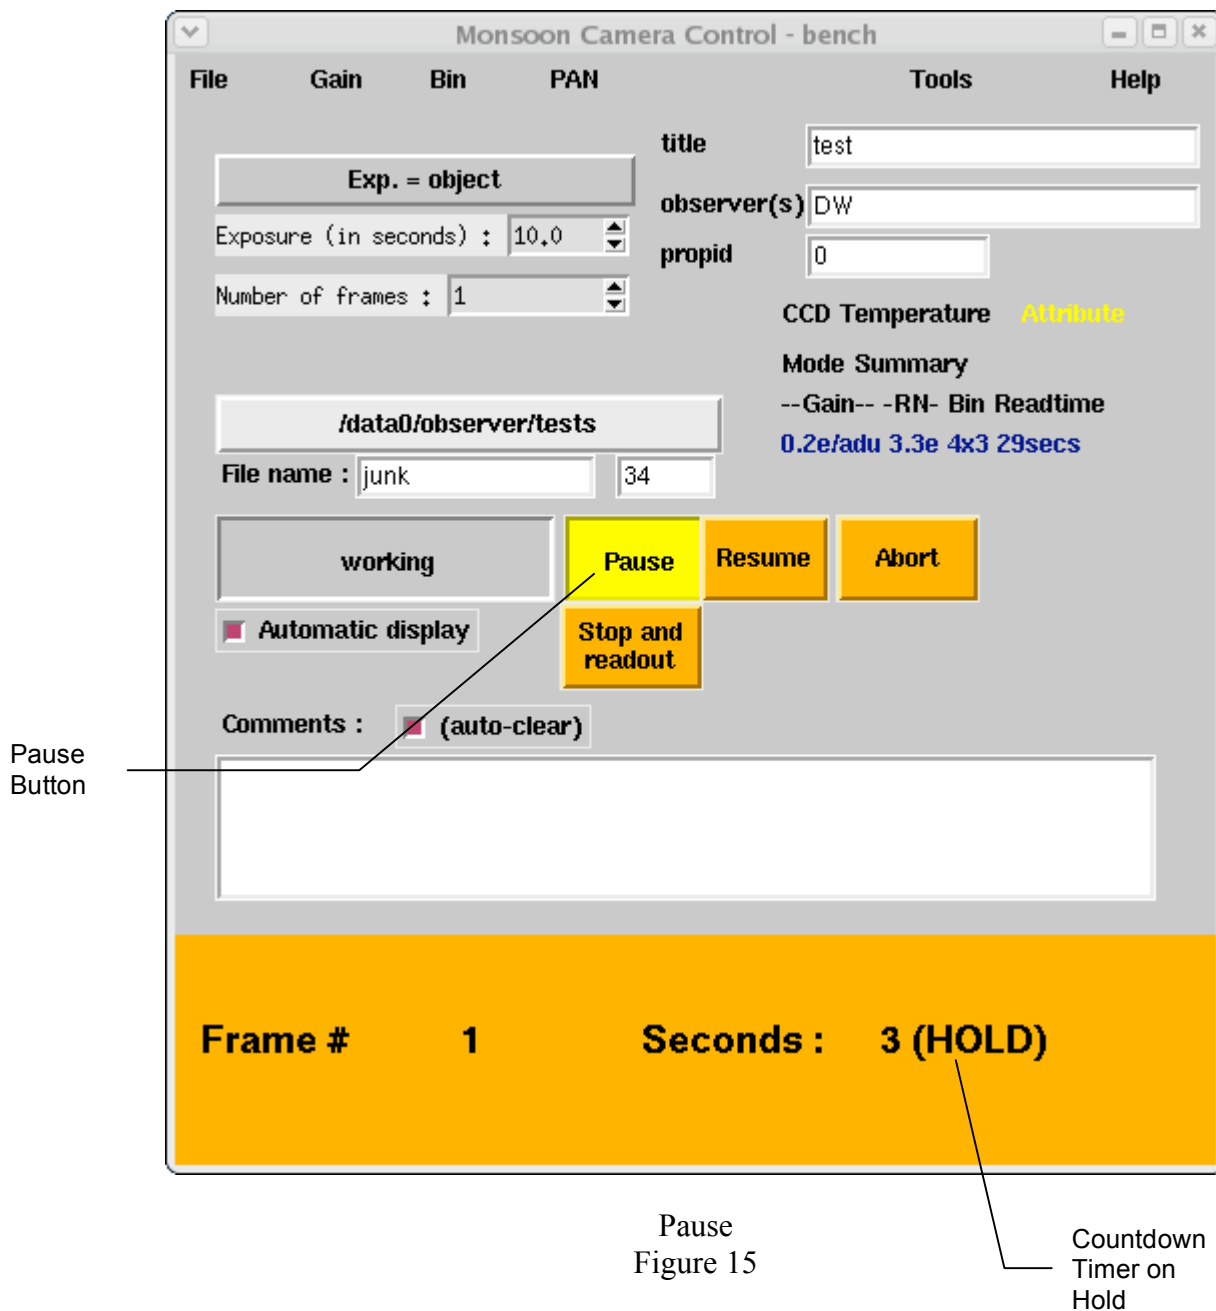 Monsoon Camera Control - bench
File Gain Bin PAN Tools Help
title test
Exp. = object
observer(s) DW
Exposure (in seconds) : 10.0
propid 0
Number of frames : 1
CCD Temperature Attribute
Mode Summary
--Gain-- -RN- Bin Readtime
0.2e/adu 3.3e 4x3 29secs
/data0/observer/tests
File name : junk 34
working Pause Resume Abort
Automatic display
Stop and
readout
Comments : (auto-clear)
Pause
Button
Frame # 1 Seconds : 3 (HOLD)
Pause
Figure 15
Countdown
Timer on
Hold